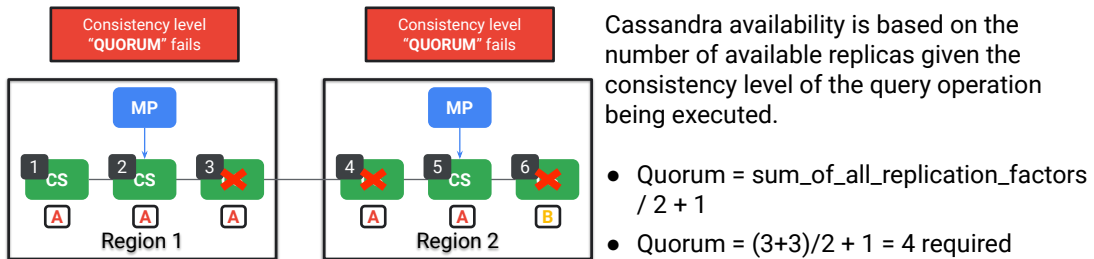 Consistency level
“QUORUM” fails
Consistency level
“QUORUM” fails
MP
MP
1
CS
2
CS
3
4
5
CS
6
A
A
A
A
A
B
Region 1
Region 2
Cassandra availability is based on the
number of available replicas given the
consistency level of the query operation
being executed.
● Quorum = sum_of_all_replication_factors
/ 2 + 1
● Quorum = (3+3)/2 + 1 = 4 required